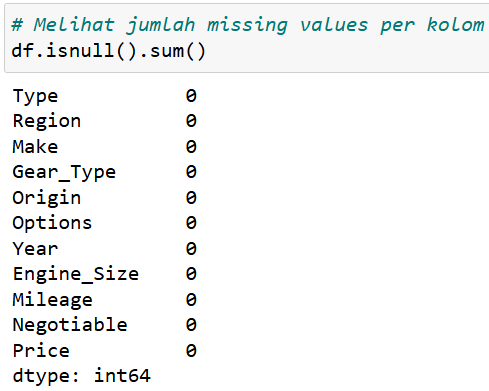 # Melihat jumlah missing values per kolom
df.isnull().sum()
Type 0
Region 0
Make 0
Gear_Type 0
Origin 0
Options 0
Year 0
Engine_Size 0
Mileage 0
Negotiable 0
Price 0
dtype: int64